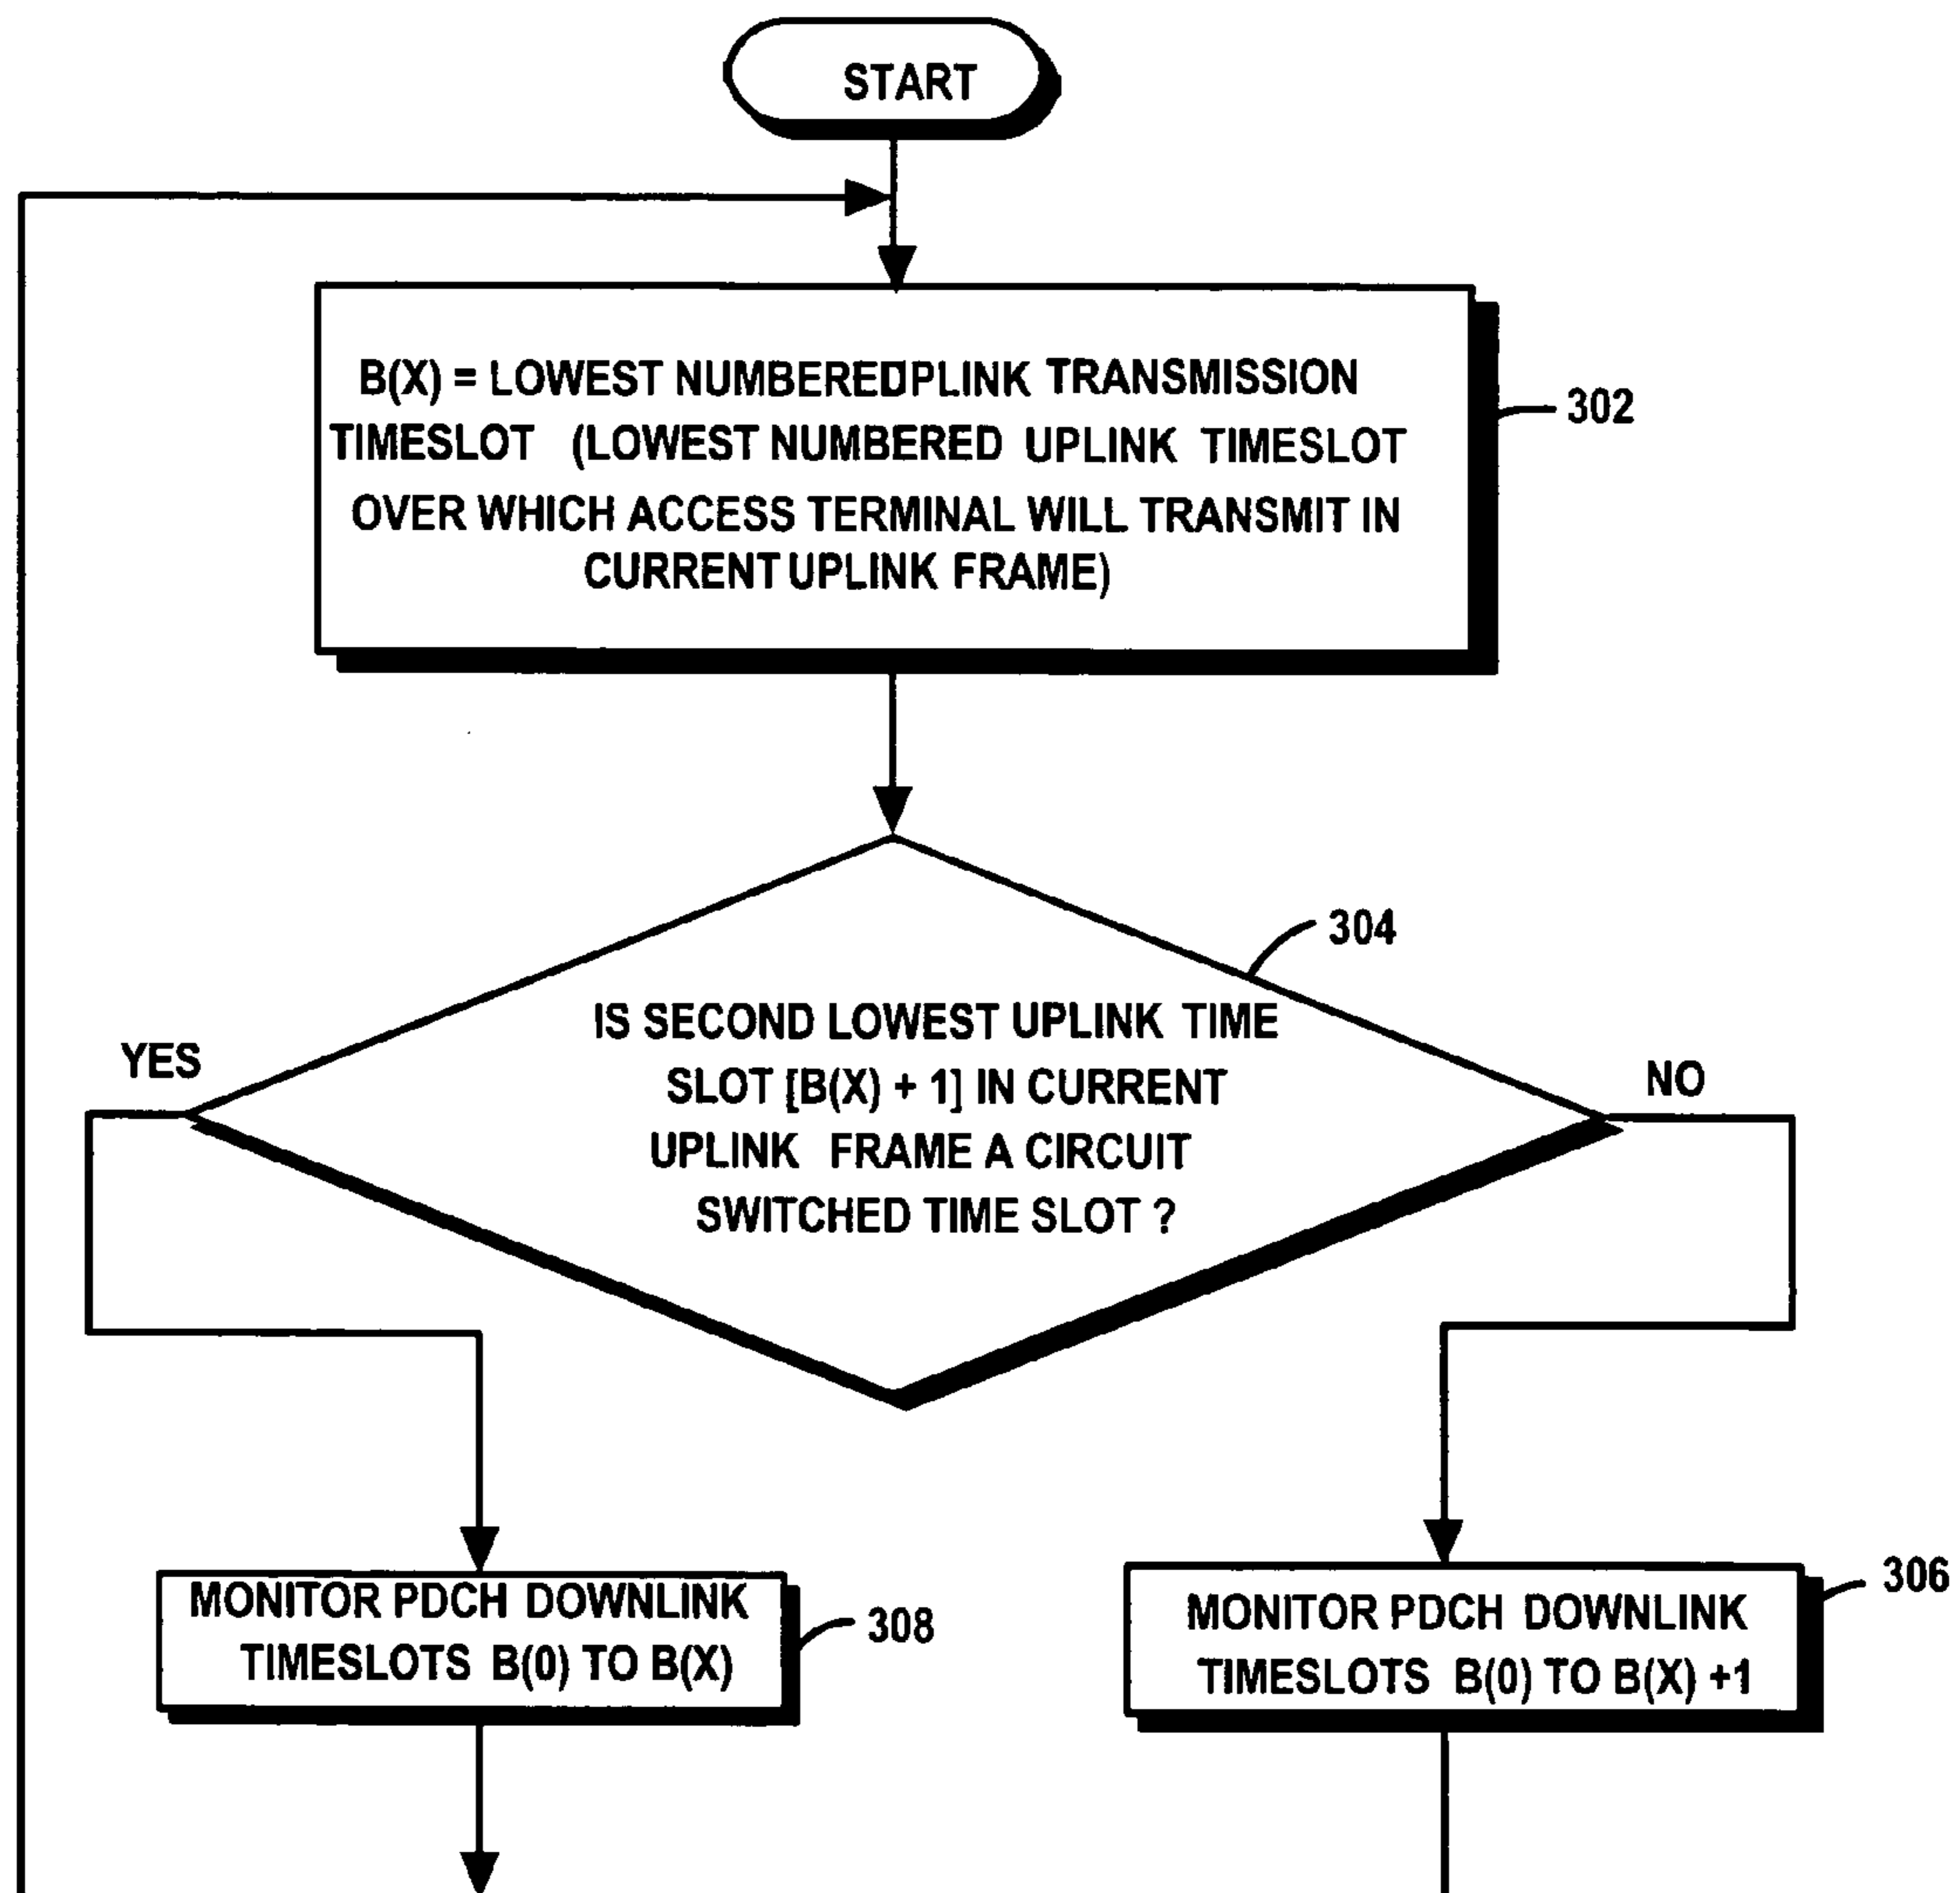 START
B(X) = LOWEST NUMBEREDPLINK TRANSMISSION
TIMESLOT (LOWEST NUMBERED UPLINK TIMESLOT
OVER WHICH ACCESS TERMINAL WILL TRANSMIT IN
CURRENT UPLINK FRAME)
302
304
IS SECOND LOWEST UPLINK TIME
SLOT [B(X) + 1] IN CURRENT
UPLINK FRAME A CIRCUIT
SWITCHED TIME SLOT ?
YES
NO
MONITOR PDCH DOWNLINK
TIMESLOTS B(0) TO B(X)
308
MONITOR PDCH DOWNLINK
TIMESLOTS B(0) TO B(X) +1
306